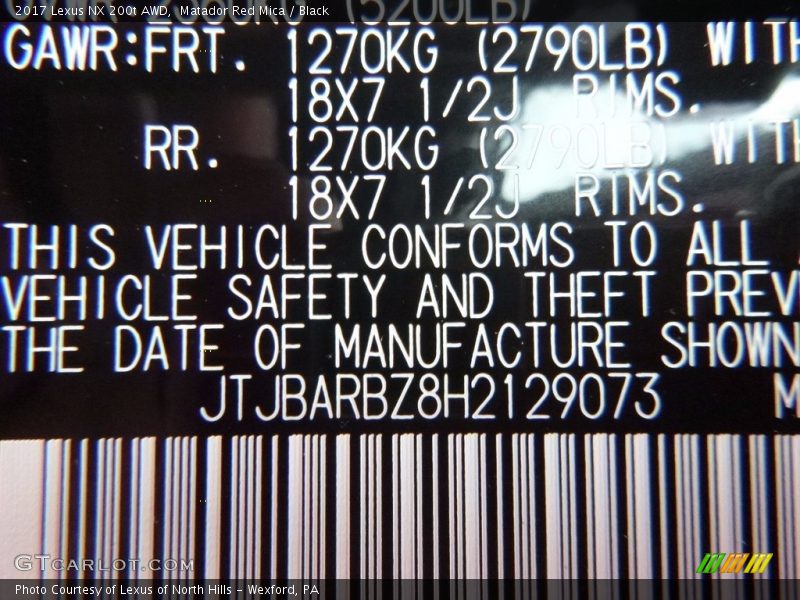 2017 Lexus NX 200t AWD, Matador Red Mica / Black
(5200LB)
GAWR:FRT. 1270KG (2790LB) WITH
18X7 1/2J RIMS.
RR. 1270KG (2790LB) WITH
18X7 1/2J RIMS.
THIS VEHICLE CONFORMS TO ALL
VEHICLE SAFETY AND THEFT PREV
THE DATE OF MANUFACTURE SHOWN
JTJBARBZ8H2129073 M
GTCarLot.com
Photo Courtesy of Lexus of North Hills - Wexford, PA